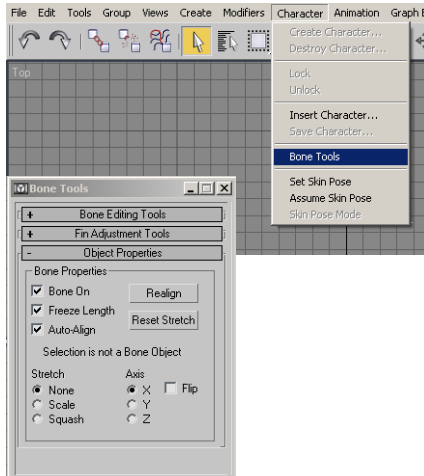 File Edit Tools Group Views Create Modifiers Character Animation Graph E
Create Character...
Destroy Character...
Top
Lock
Unlock
Insert Character...
Save Character...
Bone Tools
Set Skin Pose
Assume Skin Pose
Skin Pose Mode
Bone Tools
+ Bone Editing Tools
+ Fin Adjustment Tools
- Object Properties
Bone Properties
Bone On Realign
Freeze Length Reset Stretch
Auto-Align
Selection is not a Bone Object
Stretch Axis
None X Flip
Scale Y
Squash Z